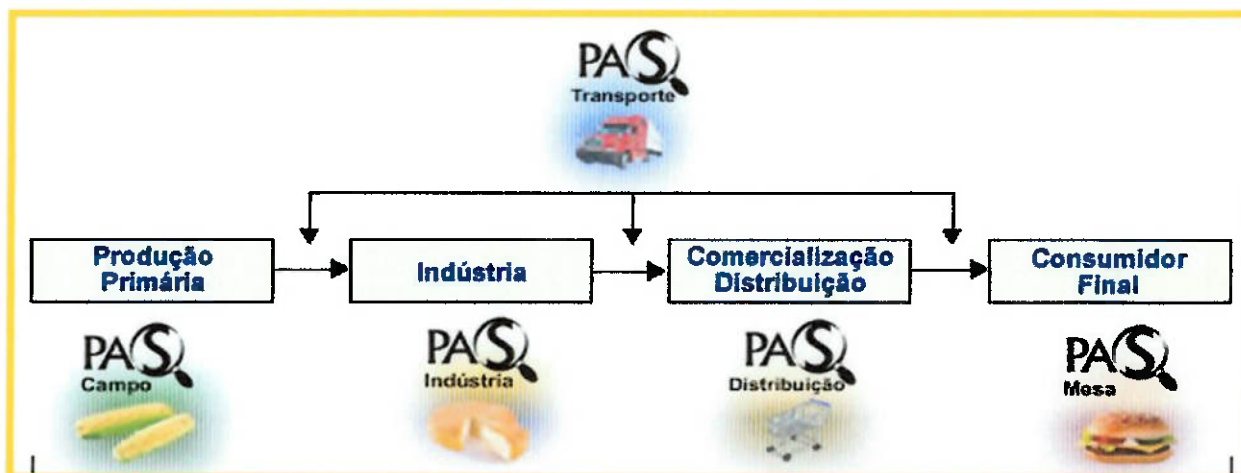 PAS
Transporte
Produção
Primária
Indústria
Comercialização
Distribuição
Consumidor
Final
PAS
Campo
PAS
Indústria
PAS
Distribuição
PAS
Mesa